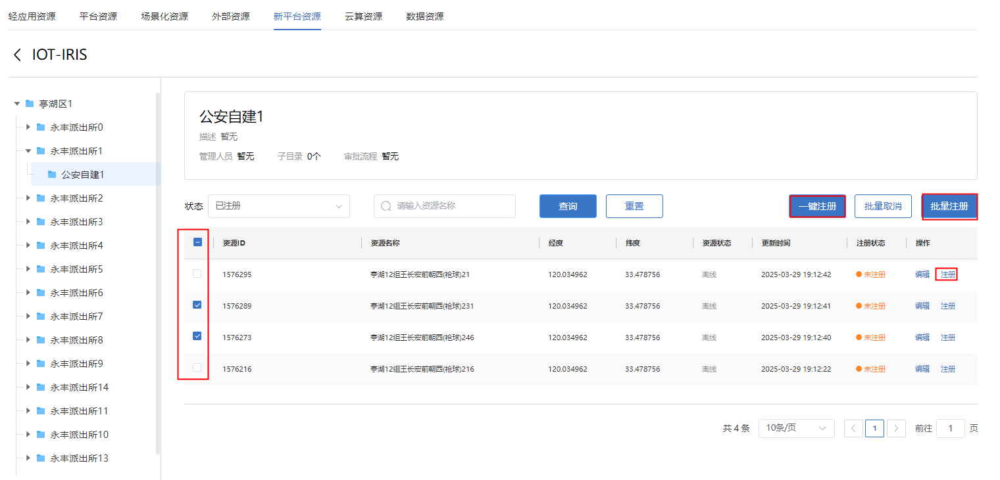 轻应用资源 平台资源 场景化资源 外部资源 新平台资源 云算资源 数据资源
IOT-IRIS
亭湖区1
永丰派出所0
永丰派出所1
公安自建1
永丰派出所2
永丰派出所3
永丰派出所4
永丰派出所5
永丰派出所6
永丰派出所7
永丰派出所8
永丰派出所9
永丰派出所14
永丰派出所11
永丰派出所10
永丰派出所13
公安自建1
描述 暂无
管理人员 暂无 子目录 0个 审批流程 暂无
状态 已注册 请输入资源名称 查询 重置 一键注册 批量取消 批量注册
资源ID 资源名称 经度 纬度 资源状态 更新时间 注册状态 操作
1576295 亭湖12组王长宏前朝西(枪球)21 120.034962 33.478756 离线 2025-03-29 19:12:42 未注册 编辑 注册
1576289 亭湖12组王长宏前朝西(枪球)231 120.034962 33.478756 离线 2025-03-29 19:12:41 未注册 编辑 注册
1576273 亭湖12组王长宏前朝西(枪球)246 120.034962 33.478756 离线 2025-03-29 19:12:40 未注册 编辑 注册
1576216 亭湖12组王长宏前朝西(枪球)216 120.034962 33.478756 离线 2025-03-29 19:12:22 未注册 编辑 注册
共 4 条 10条/页 1 前往 1 页